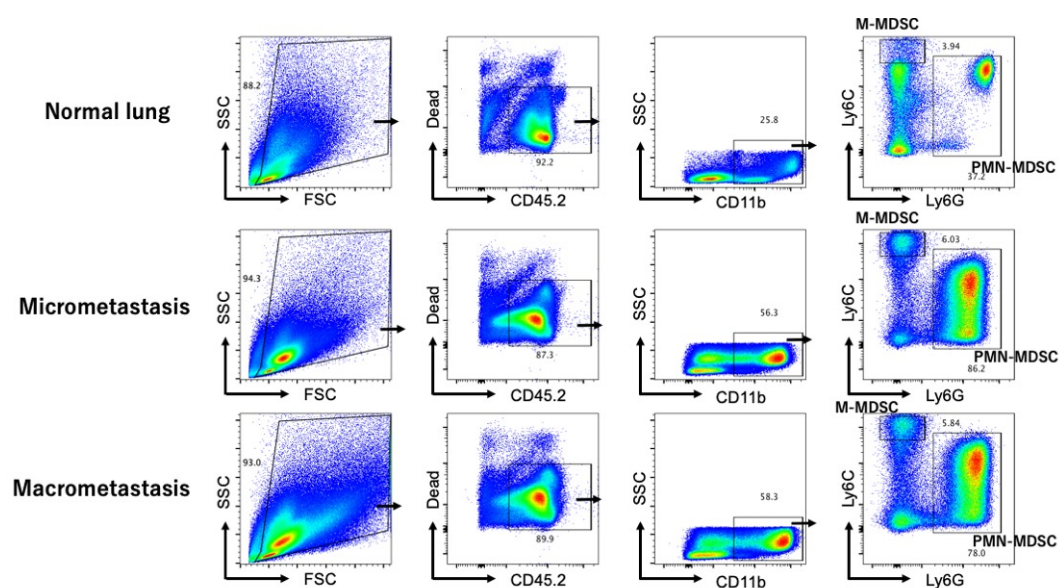 M-MDSC
Normal lung
SSC
88.2
FSC
Dead
92.2
CD45.2
SSC
25.8
CD11b
Ly6C
3.94
PMN-MDSC
37.2
Ly6G
M-MDSC
Micrometastasis
SSC
94.3
FSC
Dead
87.3
CD45.2
SSC
56.3
CD11b
Ly6C
6.03
PMN-MDSC
86.2
Ly6G
M-MDSC
Macrometastasis
SSC
93.0
FSC
Dead
89.9
CD45.2
SSC
58.3
CD11b
Ly6C
5.84
PMN-MDSC
78.0
Ly6G